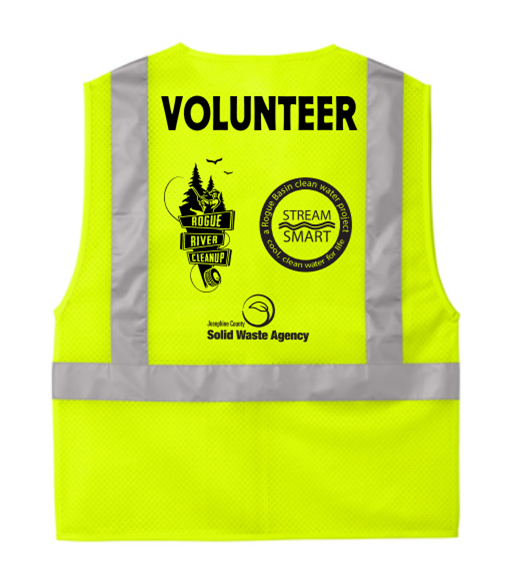 VOLUNTEER
ROGUE
RIVER
CLEANUP
a Rogue Basin clean water project
STREAM
SMART
cool, clean water for life
Josephine County
Solid Waste Agency